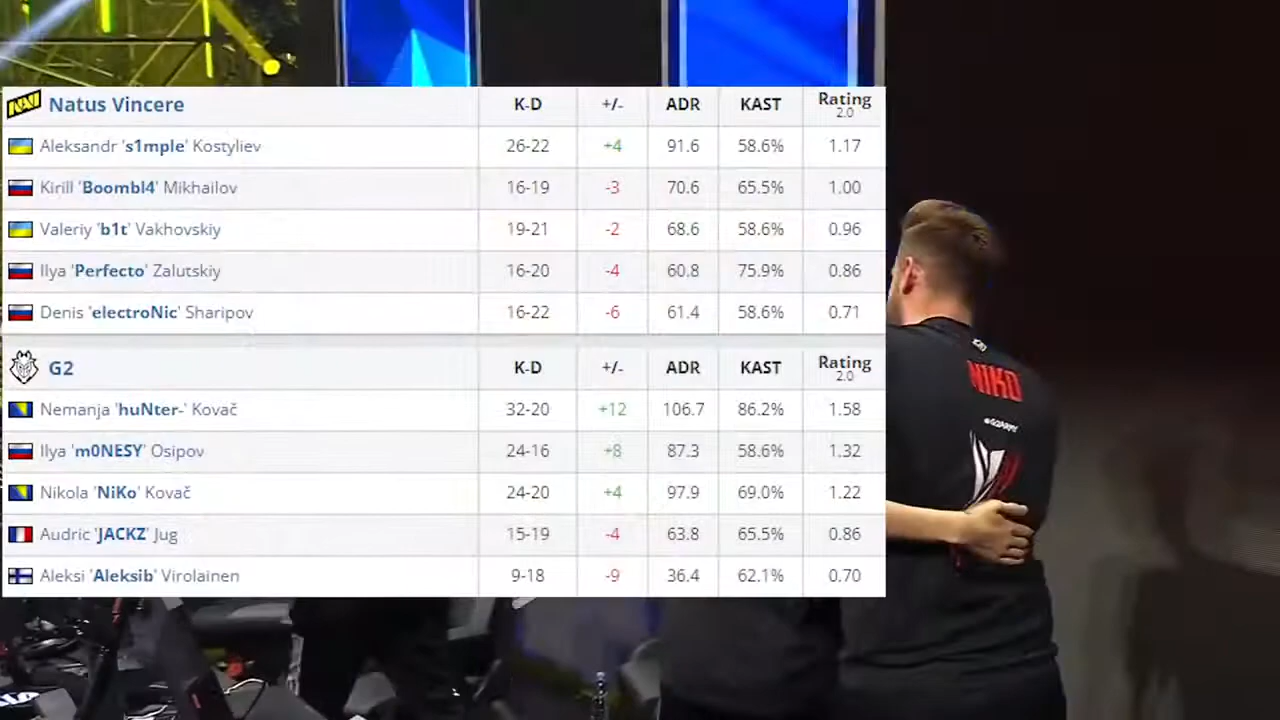 Natus Vincere K-D +/- ADR KAST Rating 2.0
Aleksandr 's1mple' Kostyliev 26-22 +4 91.6 58.6% 1.17
Kirill 'Boombl4' Mikhailov 16-19 -3 70.6 65.5% 1.00
Valeriy 'b1t' Vakhovskiy 19-21 -2 68.6 58.6% 0.96
Ilya 'Perfecto' Zalutskiy 16-20 -4 60.8 75.9% 0.86
Denis 'electroNic' Sharipov 16-22 -6 61.4 58.6% 0.71
G2 K-D +/- ADR KAST Rating 2.0
Nemanja 'huNter-' Kovač 32-20 +12 106.7 86.2% 1.58
Ilya 'm0NESY' Osipov 24-16 +8 87.3 58.6% 1.32
Nikola 'NiKo' Kovač 24-20 +4 97.9 69.0% 1.22
Audric 'JACKZ' Jug 15-19 -4 63.8 65.5% 0.86
Aleksi 'Aleksib' Virolainen 9-18 -9 36.4 62.1% 0.70
NIKO
#G2ARMY